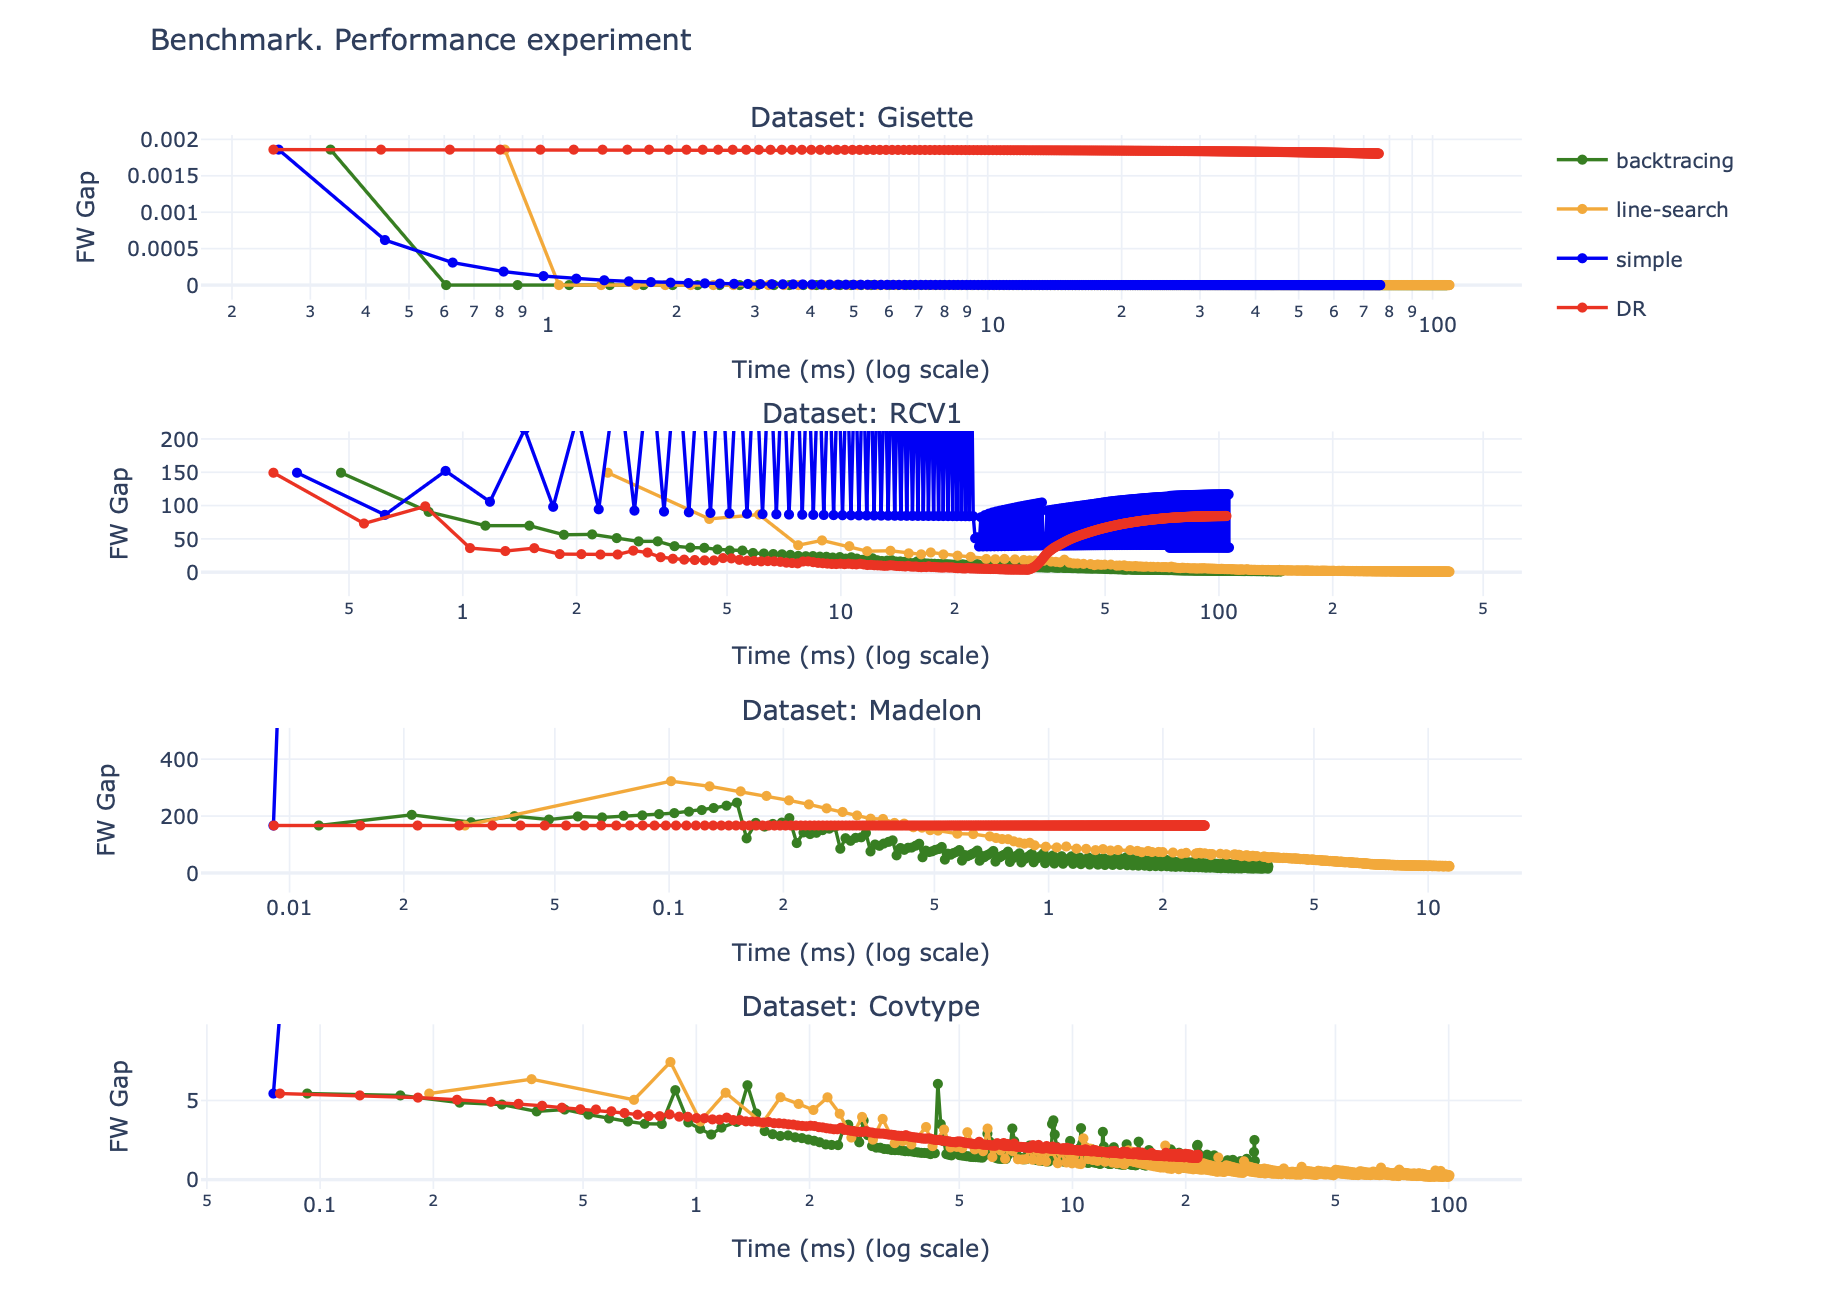 Benchmark. Performance experiment
Dataset: Gisette
FW Gap
0.002
0.0015
0.001
0.0005
0
2 3 4 5 6 7 8 9 1 2 3 4 5 6 7 8 9 10 2 3 4 5 6 7 8 9 100
Time (ms) (log scale)
backtracing
line-search
simple
DR
Dataset: RCV1
FW Gap
200
150
100
50
0
5 1 2 5 10 2 5 100 2 5
Time (ms) (log scale)
Dataset: Madelon
FW Gap
400
200
0
0.01 2 5 0.1 2 5 1 2 5 10
Time (ms) (log scale)
Dataset: Covtype
FW Gap
5
0
5 0.1 2 5 1 2 5 10 2 5 100
Time (ms) (log scale)